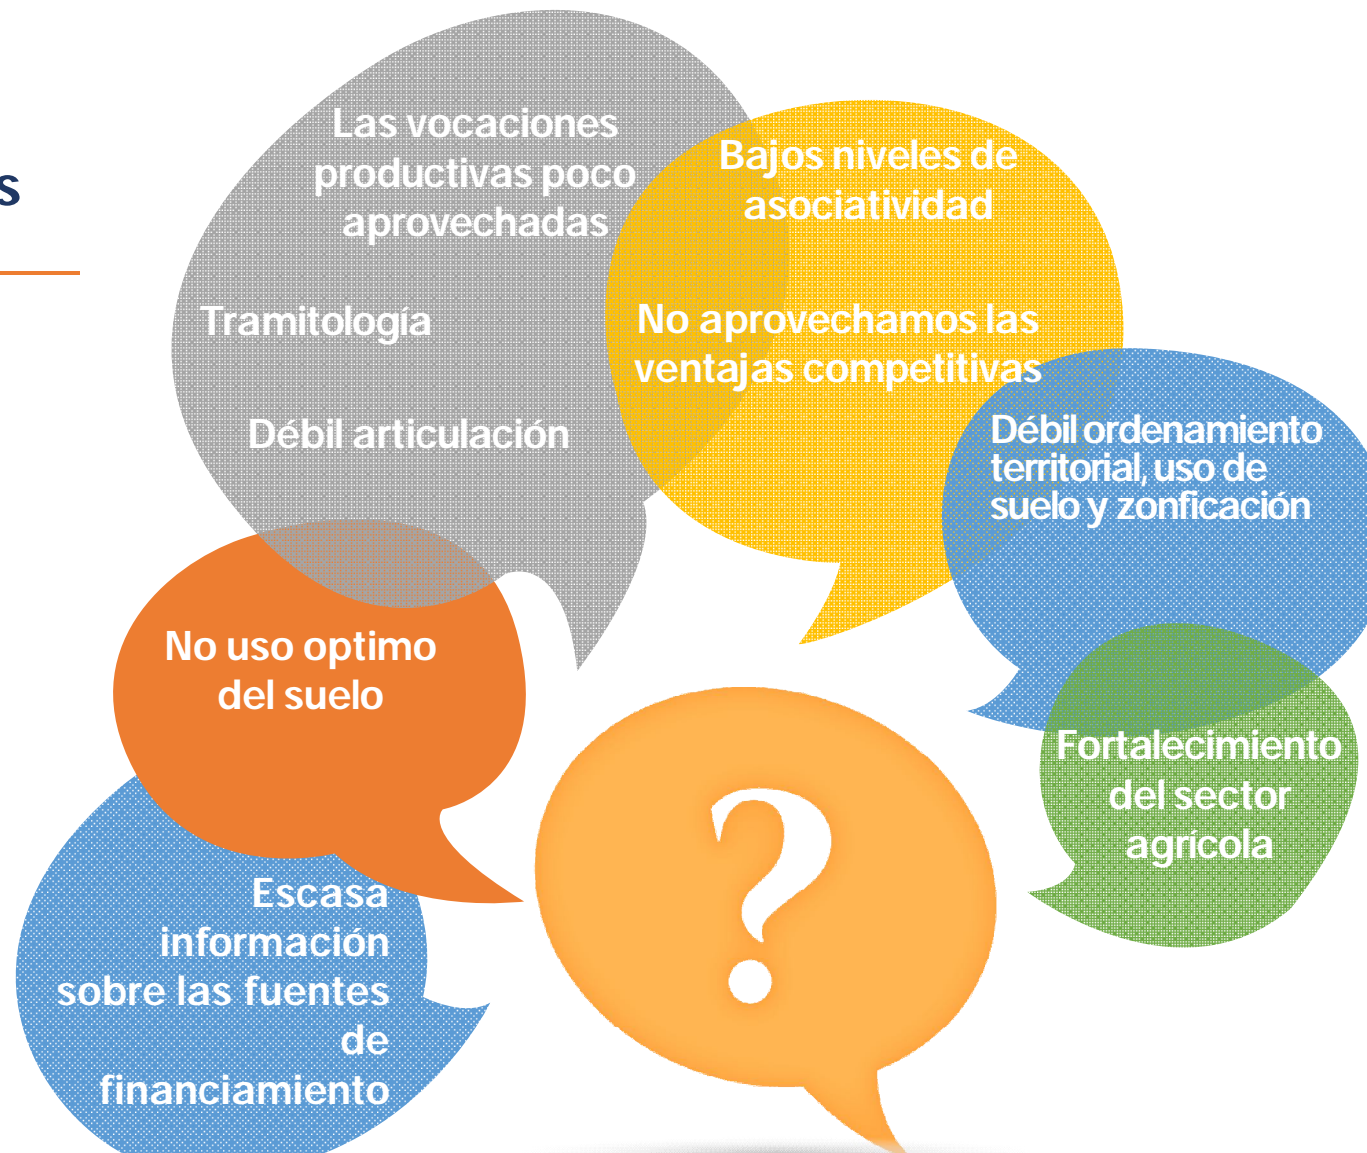 s
Las vocaciones
productivas poco
aprovechadas
Tramitología
Débil articulación
Bajos niveles de
asociatividad
No aprovechamos las
ventajas competitivas
Débil ordenamiento
territorial, uso de
suelo y zonficación
Fortalecimiento
del sector
agrícola
No uso optimo
del suelo
Escasa
información
sobre las fuentes
de
financiamiento
?